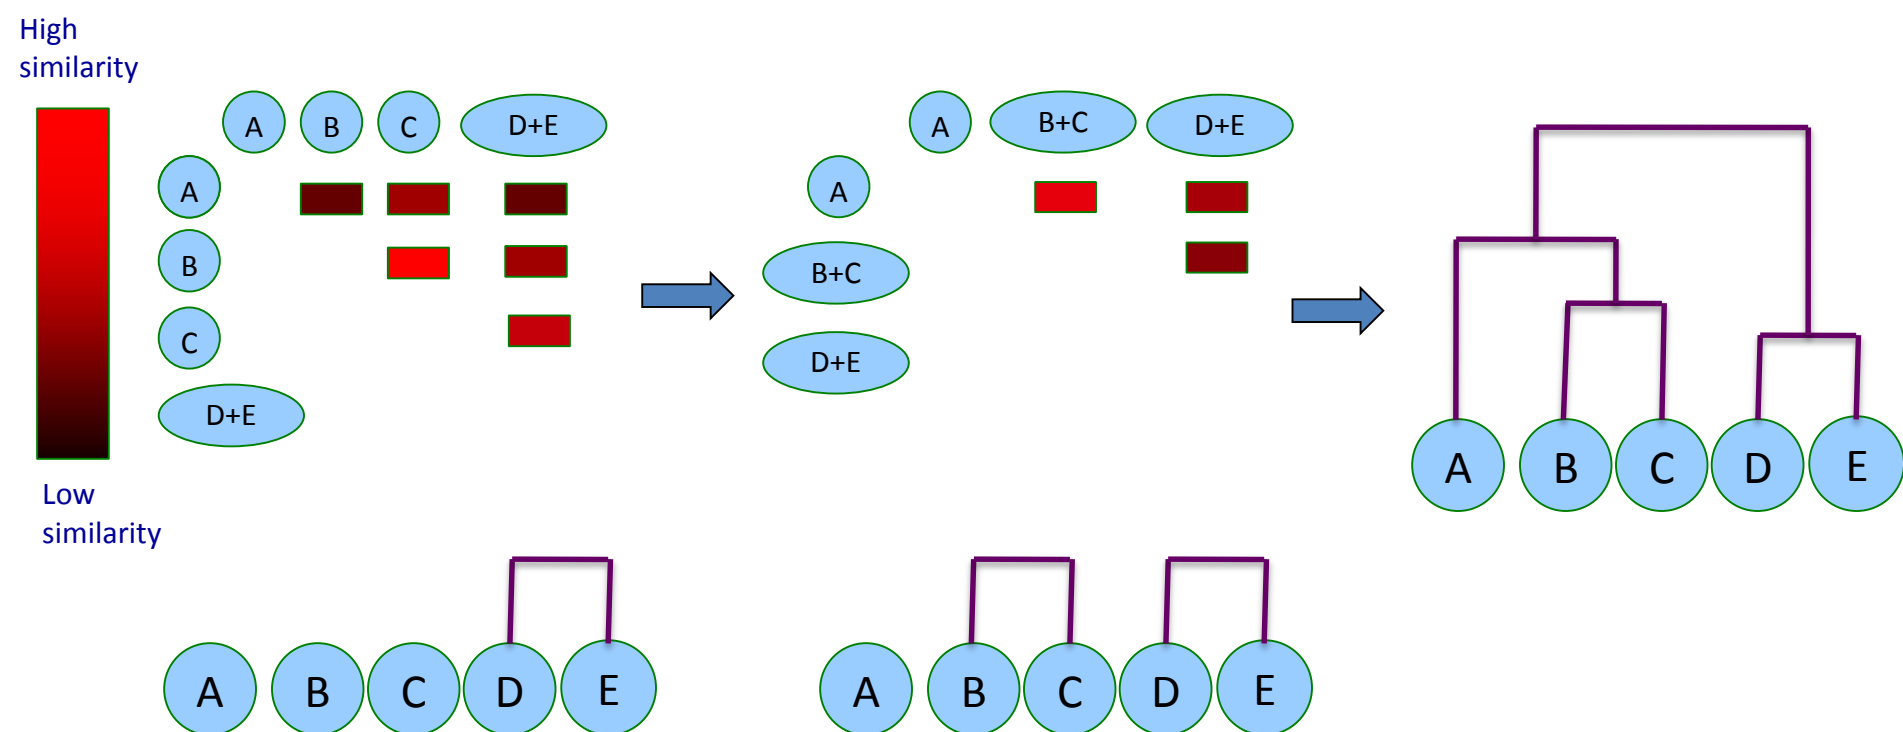 High
similarity
A B C D+E
A
B
C
D+E
Low
similarity
A B+C D+E
A
B+C
D+E
A B C D E
A B C D E
A B C D E